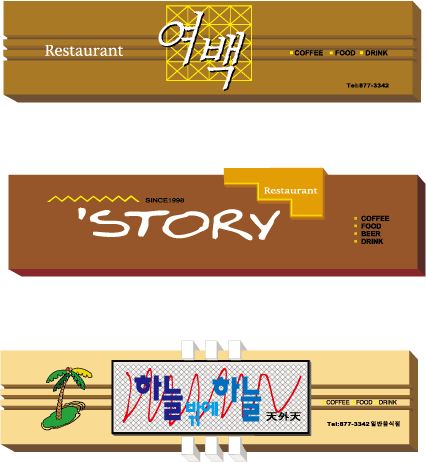 Restaurant
여백
COFFEE FOOD DRINK
Tel:877-3342
Restaurant
SINCE1998
'STORY
COFFEE
FOOD
BEER
DRINK
하늘 밖에 하늘
天外天
COFFEE FOOD DRINK
Tel:877-3342 일반음식점